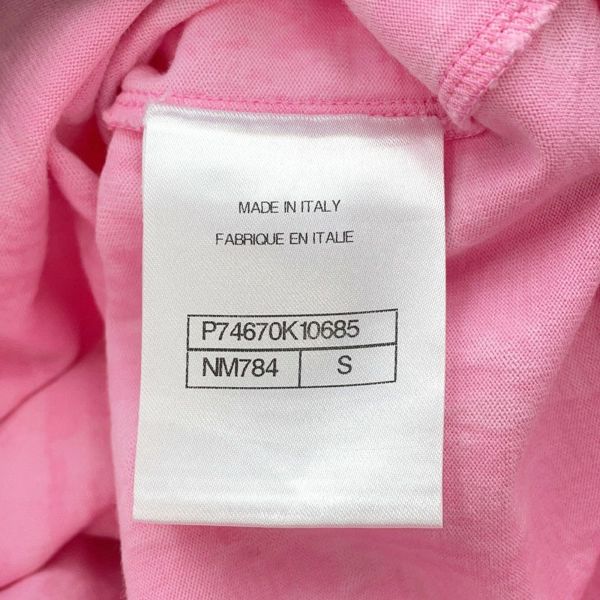 MADE IN ITALY
FABRIQUE EN ITALIE
P74670K10685
NM784 S